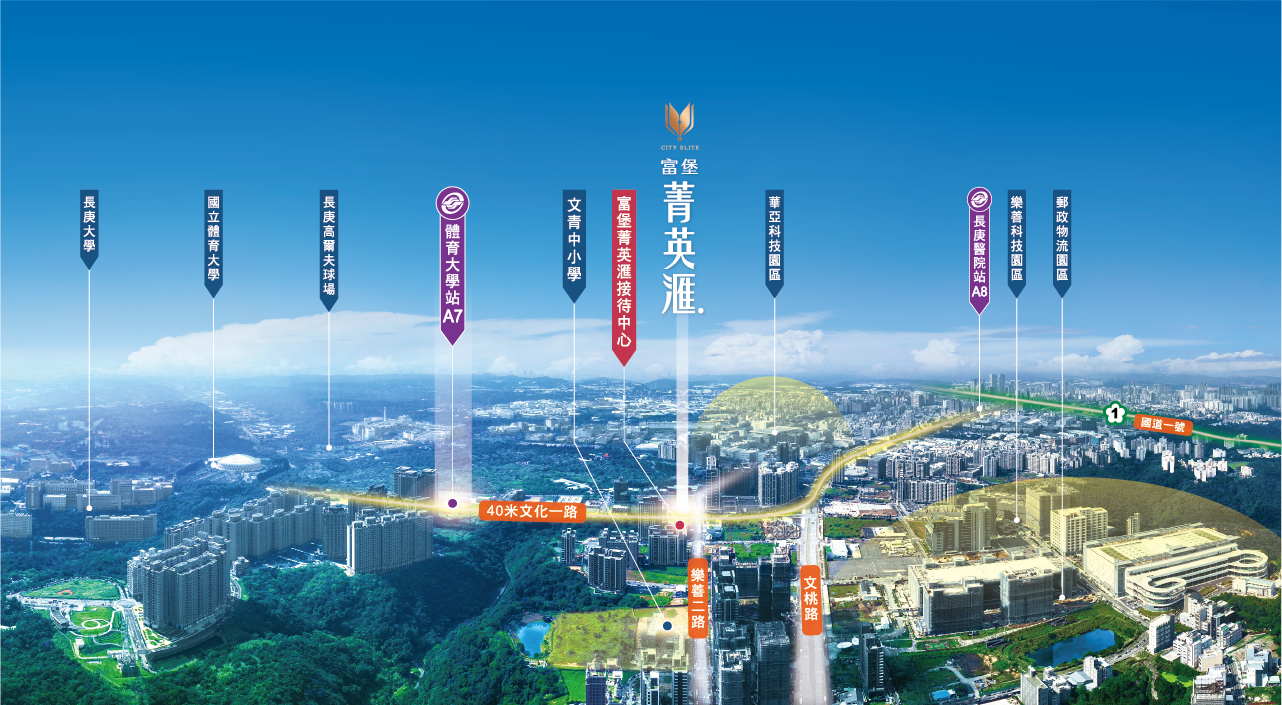 CITY ELITE
富堡
菁英滙
長庚大學
國立體育大學
長庚高爾夫球場
體育大學站A7
文青中小學
富堡菁英滙接待中心
華亞科技園區
長庚醫院站A8
樂善科技園區
郵政物流園區
1
國道一號
40米文化一路
樂善二路
文桃路